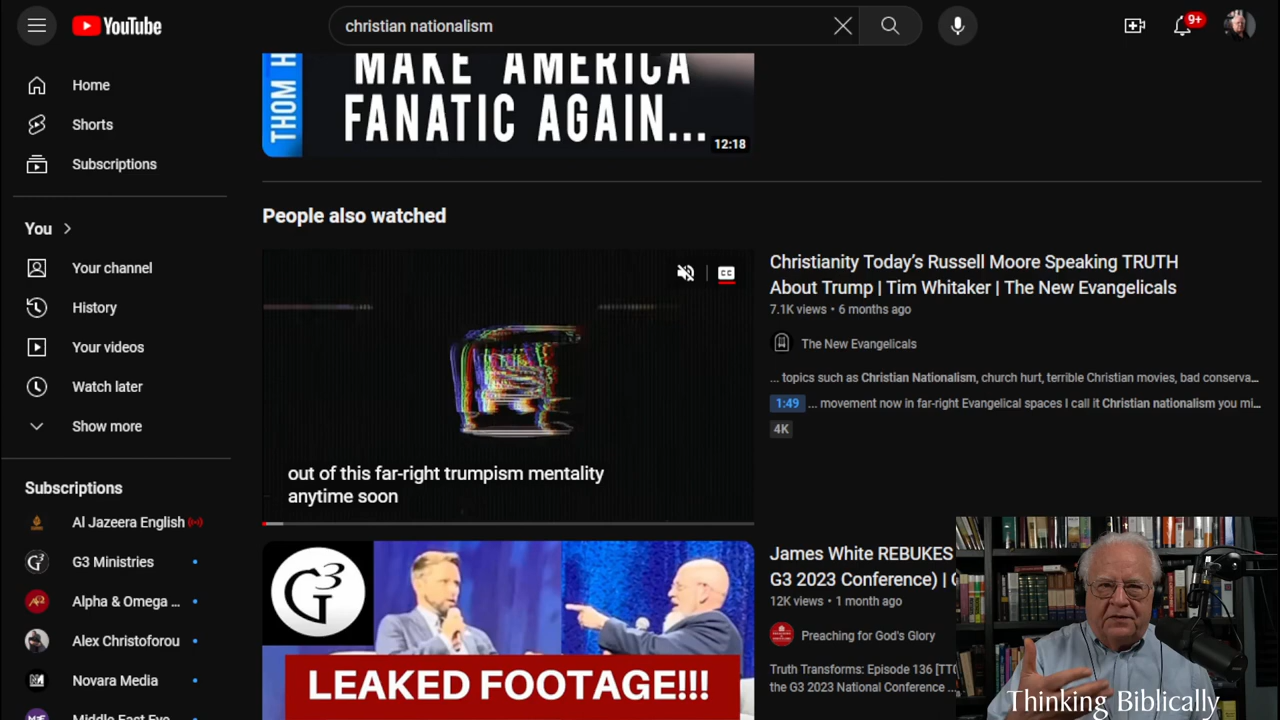 YouTube
christian nationalism
9+
Home
Shorts
Subscriptions
You
Your channel
History
Your videos
Watch later
Show more
Subscriptions
Al Jazeera English
G3 Ministries
Alpha & Omega ...
Alex Christoforou
Novara Media
THOM H
MAKE AMERICA
FANATIC AGAIN...
12:18
People also watched
CC
out of this far-right trumpism mentality
anytime soon
Christianity Today's Russell Moore Speaking TRUTH
About Trump | Tim Whitaker | The New Evangelicals
7.1K views • 6 months ago
The New Evangelicals
... topics such as Christian Nationalism, church hurt, terrible Christian movies, bad conserva...
1:49 ... movement now in far-right Evangelical spaces I call it Christian nationalism you mi...
4K
G3
LEAKED FOOTAGE!!!
James White REBUKES
G3 2023 Conference) |
12K views • 1 month ago
Preaching for God's Glory
Truth Transforms: Episode 136 [TT
the G3 2023 National Conference ...
Thinking Biblically